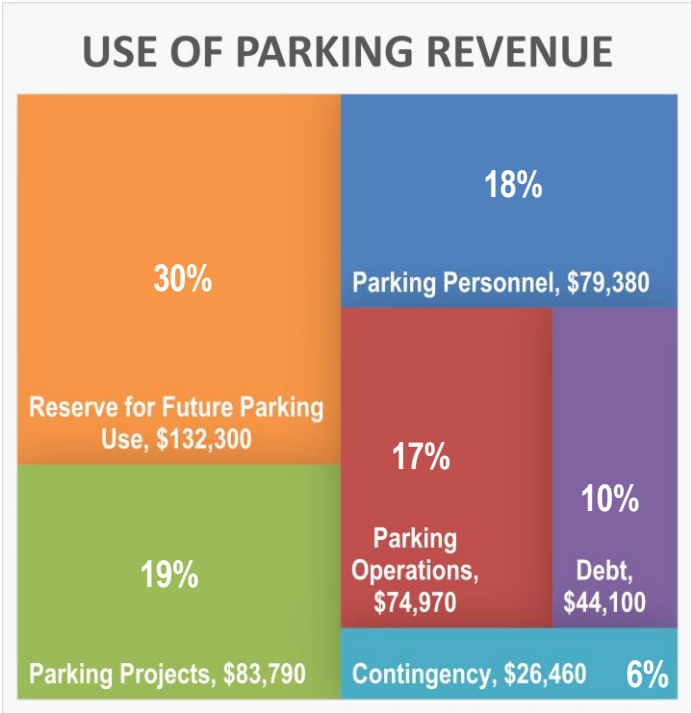 USE OF PARKING REVENUE
30%
Reserve for Future Parking
Use, $132,300
18%
Parking Personnel, $79,380
17%
Parking
Operations,
$74,970
10%
Debt,
$44,100
19%
Parking Projects, $83,790
Contingency, $26,460 6%